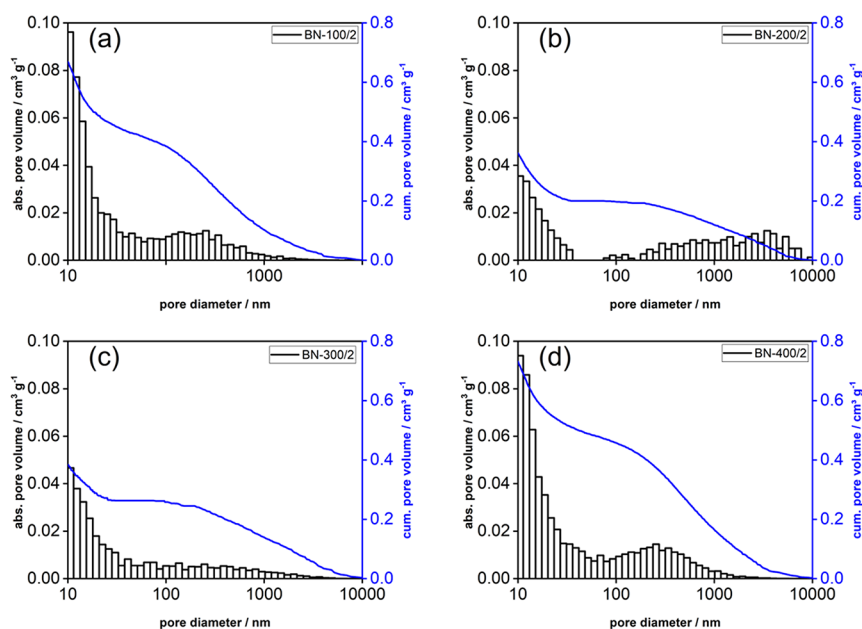 (a)
BN-100/2
abs. pore volume / cm³ g⁻¹
0.10
0.08
0.06
0.04
0.02
0.00
0.8
0.6
0.4
0.2
0.0
cum. pore volume / cm³ g⁻¹
10 100 1000
pore diameter / nm
(b)
BN-200/2
abs. pore volume / cm³ g⁻¹
0.10
0.08
0.06
0.04
0.02
0.00
0.8
0.6
0.4
0.2
0.0
cum. pore volume / cm³ g⁻¹
10 100 1000 10000
pore diameter / nm
(c)
BN-300/2
abs. pore volume / cm³ g⁻¹
0.10
0.08
0.06
0.04
0.02
0.00
0.8
0.6
0.4
0.2
0.0
cum. pore volume / cm³ g⁻¹
10 100 1000
pore diameter / nm
(d)
BN-400/2
abs. pore volume / cm³ g⁻¹
0.10
0.08
0.06
0.04
0.02
0.00
0.8
0.6
0.4
0.2
0.0
cum. pore volume / cm³ g⁻¹
10 100 1000 10000
pore diameter / nm